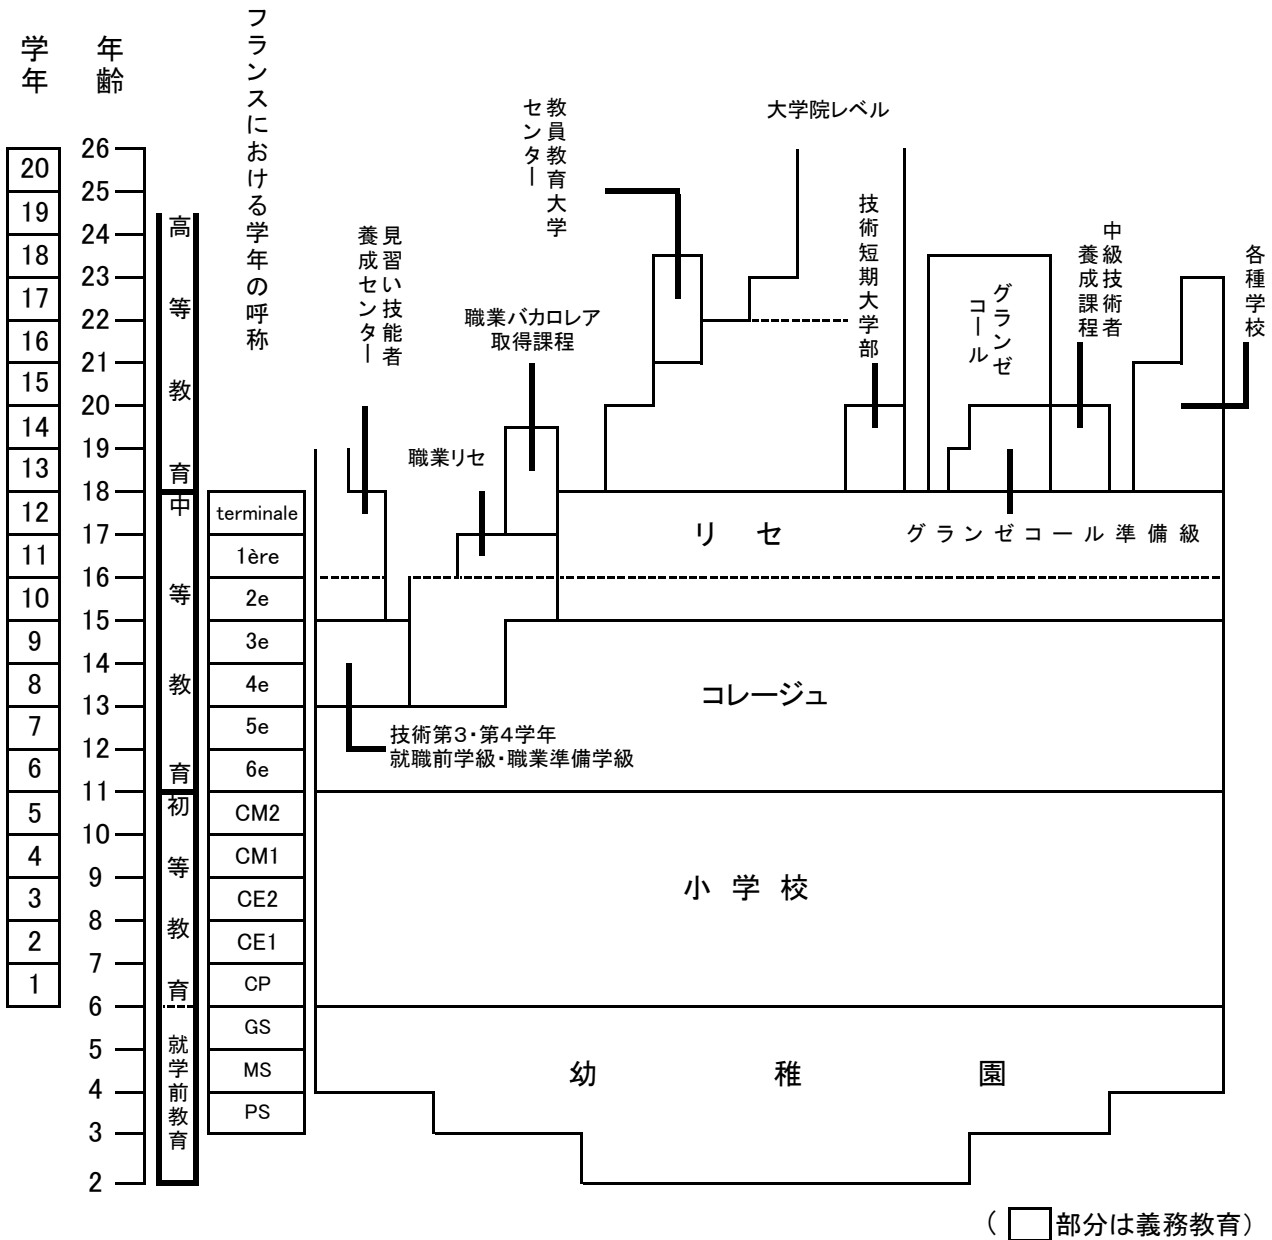 学年
年齢
フランスにおける学年の呼称
20
19
18
17
16
15
14
13
12
11
10
9
8
7
6
5
4
3
2
1
26
25
24
23
22
21
20
19
18
17
16
15
14
13
12
11
10
9
8
7
6
5
4
3
2
高等教育
中等教育
初等教育
就学前教育
terminale
1ère
2e
3e
4e
5e
6e
CM2
CM1
CE2
CE1
CP
GS
MS
PS
見習い技能者
養成センター
職業リセ
職業バカロレア
取得課程
教員教育大学
センター
大学院レベル
技術短期大学部
グランゼ
コール
中級技術者
養成課程
各種学校
リセ
グランゼコール準備級
コレージュ
技術第3・第4学年
就職前学級・職業準備学級
小学校
幼稚園
( 部分は義務教育)